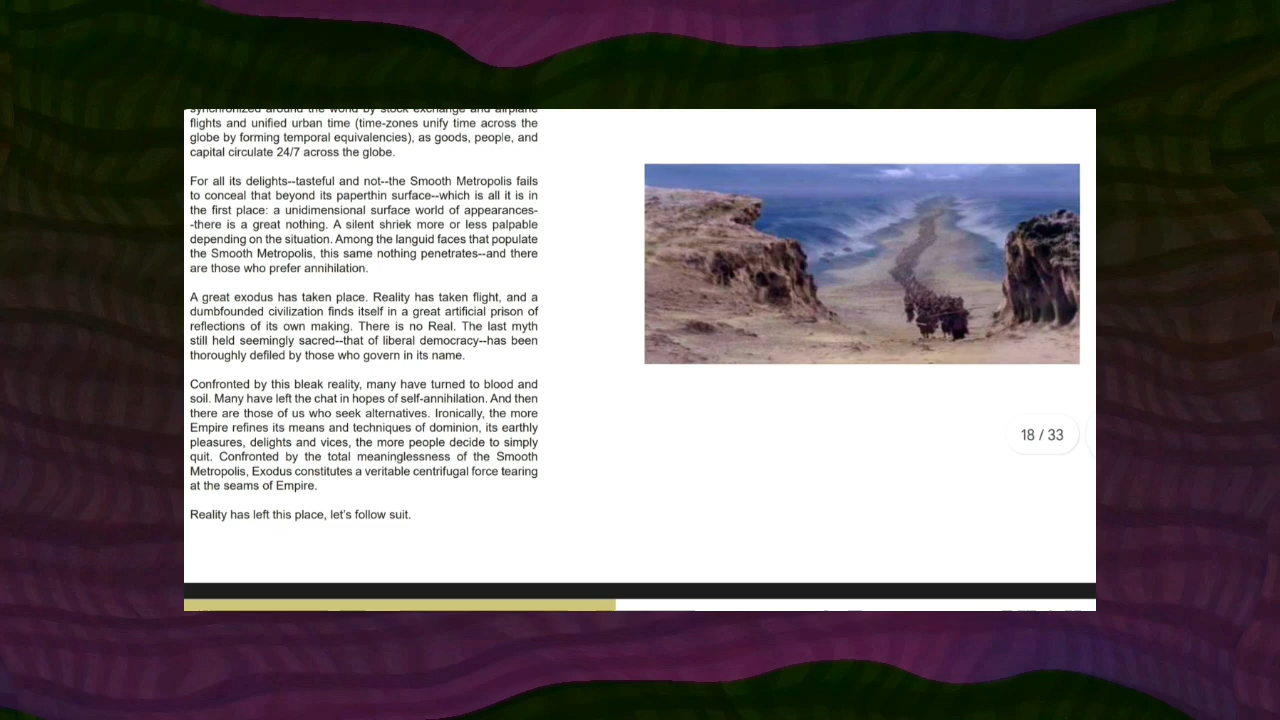 synchronized around the world by stock exchange and airplane
flights and unified urban time (time-zones unify time across the
globe by forming temporal equivalencies), as goods, people, and
capital circulate 24/7 across the globe.
For all its delights--tasteful and not--the Smooth Metropolis fails
to conceal that beyond its paperthin surface--which is all it is in
the first place: a unidimensional surface world of appearances-
-there is a great nothing. A silent shriek more or less palpable
depending on the situation. Among the languid faces that populate
the Smooth Metropolis, this same nothing penetrates--and there
are those who prefer annihilation.
A great exodus has taken place. Reality has taken flight, and a
dumbfounded civilization finds itself in a great artificial prison of
reflections of its own making. There is no Real. The last myth
still held seemingly sacred--that of liberal democracy--has been
thoroughly defiled by those who govern in its name.
Confronted by this bleak reality, many have turned to blood and
soil. Many have left the chat in hopes of self-annihilation. And then
there are those of us who seek alternatives. Ironically, the more
Empire refines its means and techniques of dominion, its earthly
pleasures, delights and vices, the more people decide to simply
quit. Confronted by the total meaninglessness of the Smooth
Metropolis, Exodus constitutes a veritable centrifugal force tearing
at the seams of Empire.
Reality has left this place, let's follow suit.
18 / 33